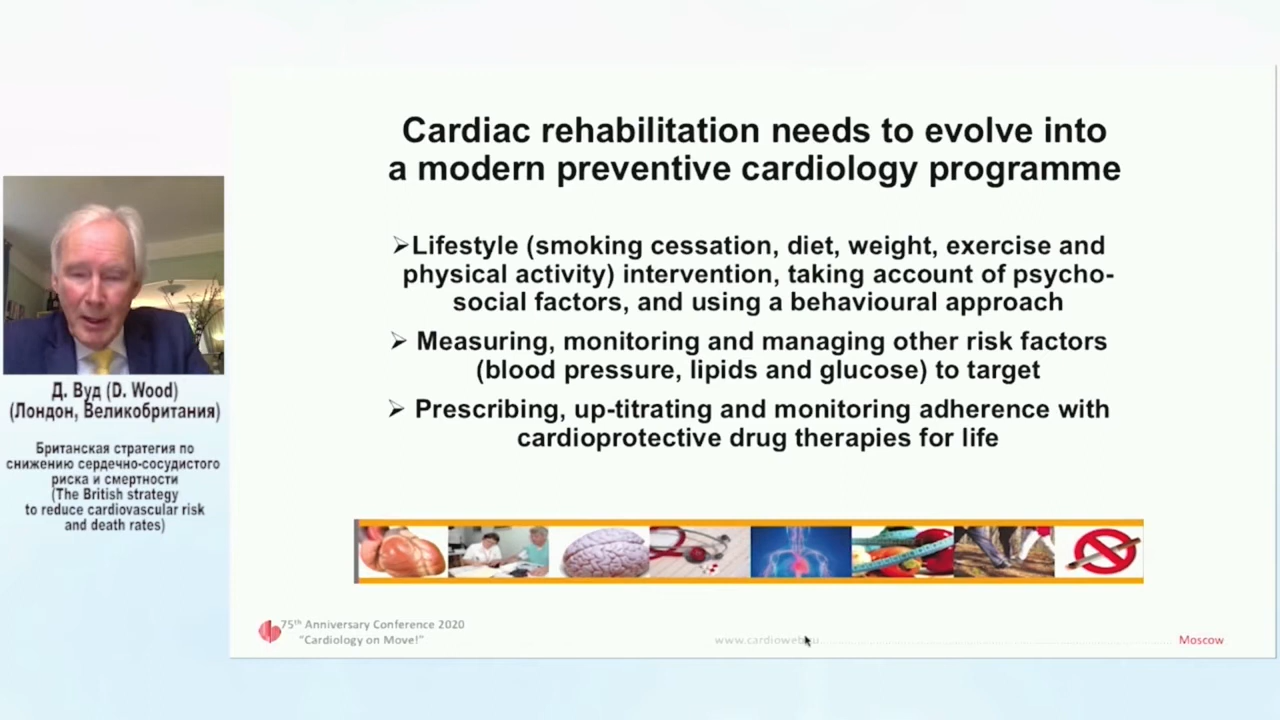 Cardiac rehabilitation needs to evolve into
a modern preventive cardiology programme
➢Lifestyle (smoking cessation, diet, weight, exercise and
physical activity) intervention, taking account of psycho-
social factors, and using a behavioural approach
➢ Measuring, monitoring and managing other risk factors
(blood pressure, lipids and glucose) to target
➢ Prescribing, up-titrating and monitoring adherence with
cardioprotective drug therapies for life
Д. Вуд (D. Wood)
(Лондон, Великобритания)
Британская стратегия по
снижению сердечно-сосудистого
риска и смертности
(The British strategy
to reduce cardiovascular risk
and death rates)
75th Anniversary Conference 2020
"Cardiology on Move!"
Moscow